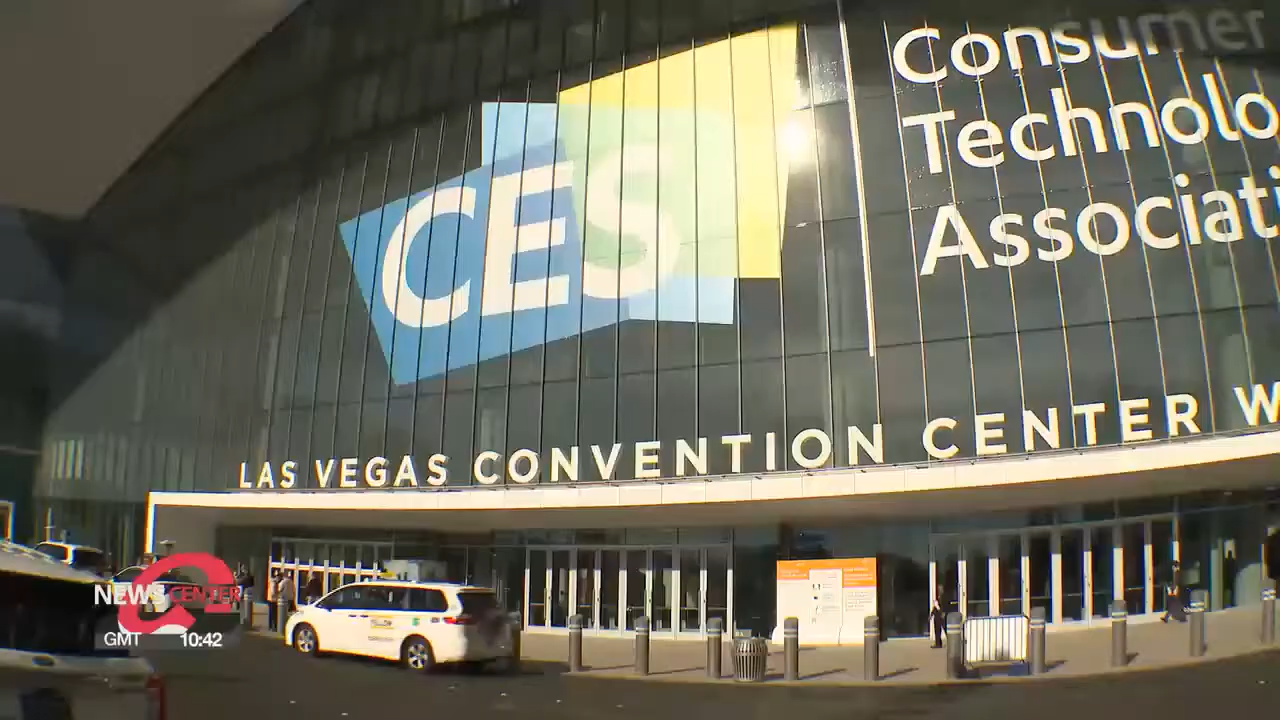 Consumer
Technolo
Associati
CES
LAS VEGAS CONVENTION CENTER W
NEWS CENTER
GMT 10:42